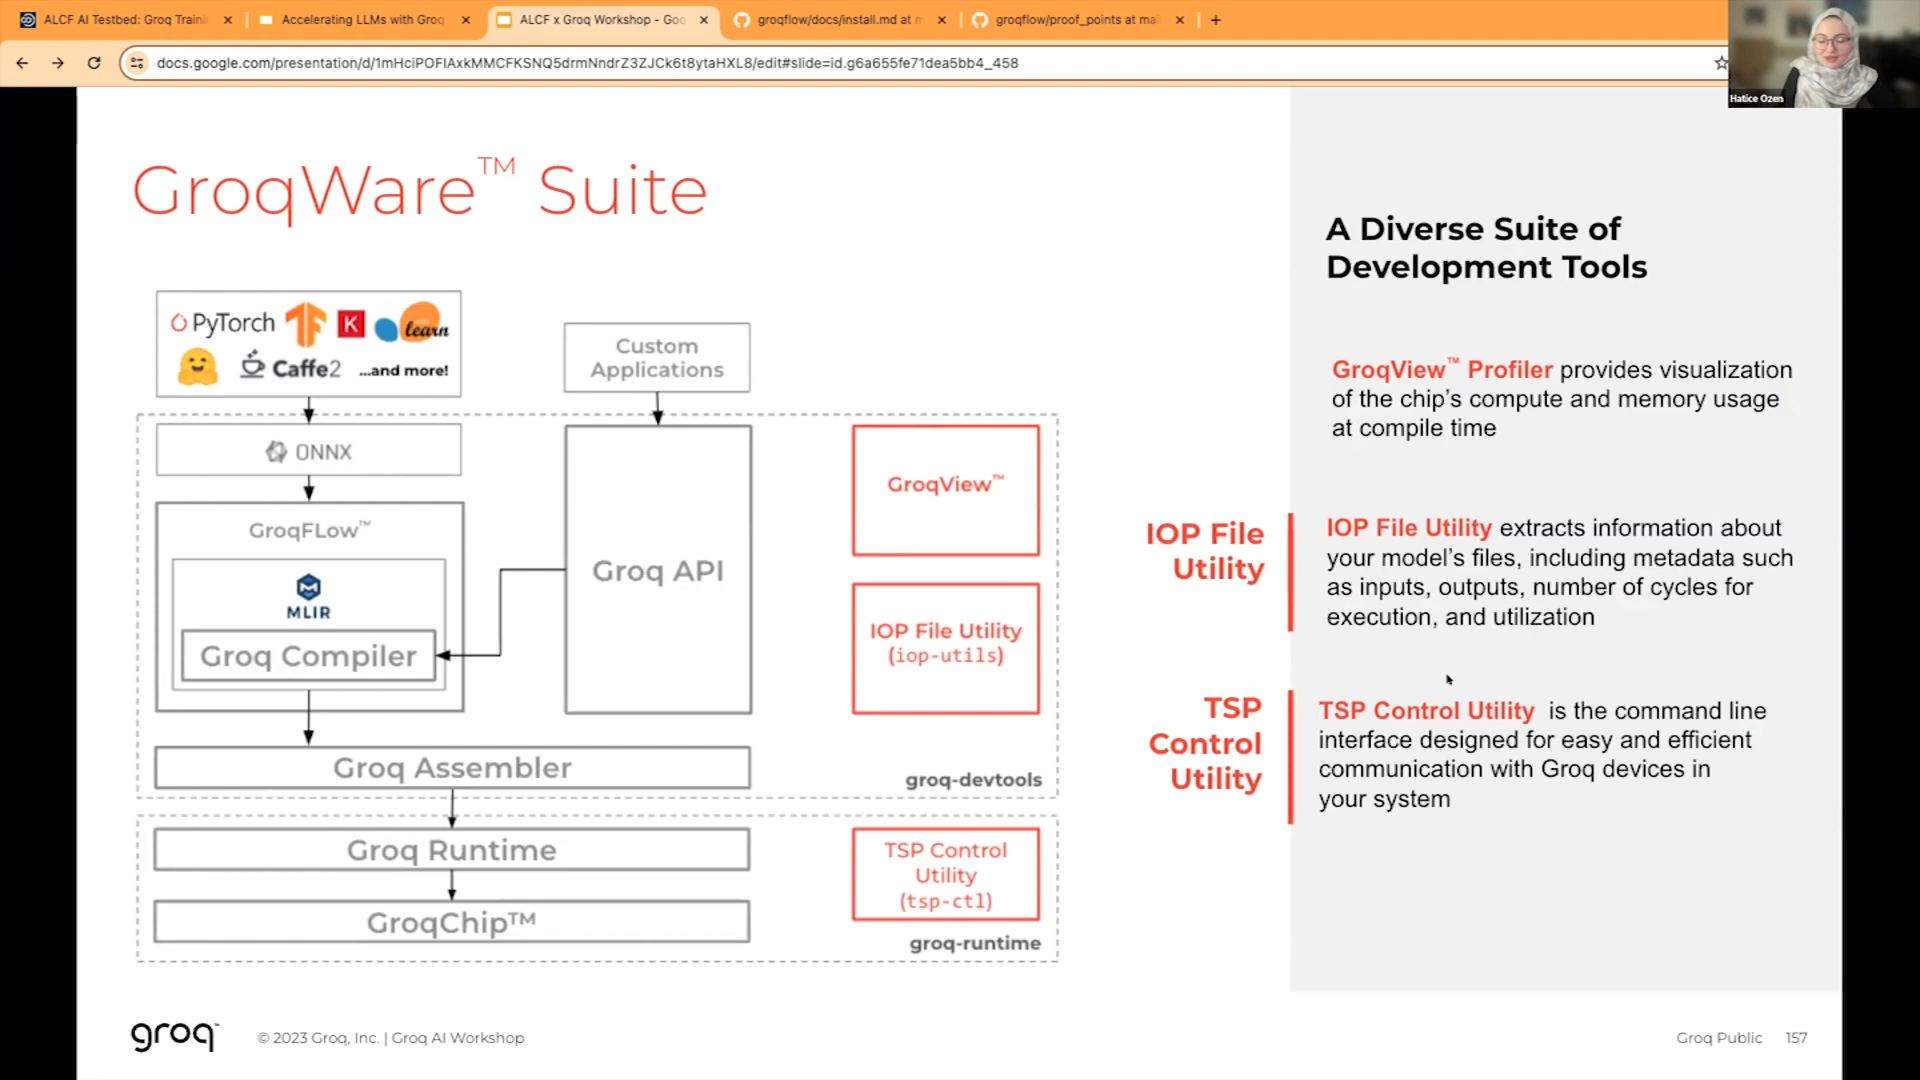 ALCF AI Testbed: Groq Traini
Accelerating LLMs with Groq
ALCF x Groq Workshop - Goo
groqflow/docs/install.md at m
groqflow/proof_points at mai
docs.google.com/presentation/d/1mHciPOFIAxkMMCFKSNQ5drmNndrZ3ZJCk6t8ytaHXL8/edit#slide=id.g6a655fe71dea5bb4_458
Hatice Ozen
GroqWare™ Suite
PyTorch
K
learn
Caffe2
...and more!
Custom
Applications
ONNX
GroqFLow™
MLIR
Groq Compiler
Groq API
GroqView™
IOP File Utility
(iop-utils)
Groq Assembler
groq-devtools
Groq Runtime
GroqChip™
TSP Control
Utility
(tsp-ctl)
groq-runtime
A Diverse Suite of
Development Tools
GroqView™ Profiler provides visualization
of the chip's compute and memory usage
at compile time
IOP File
Utility
IOP File Utility extracts information about
your model's files, including metadata such
as inputs, outputs, number of cycles for
execution, and utilization
TSP
Control
Utility
TSP Control Utility is the command line
interface designed for easy and efficient
communication with Groq devices in
your system
groq™
© 2023 Groq, Inc. | Groq AI Workshop
Groq Public 157